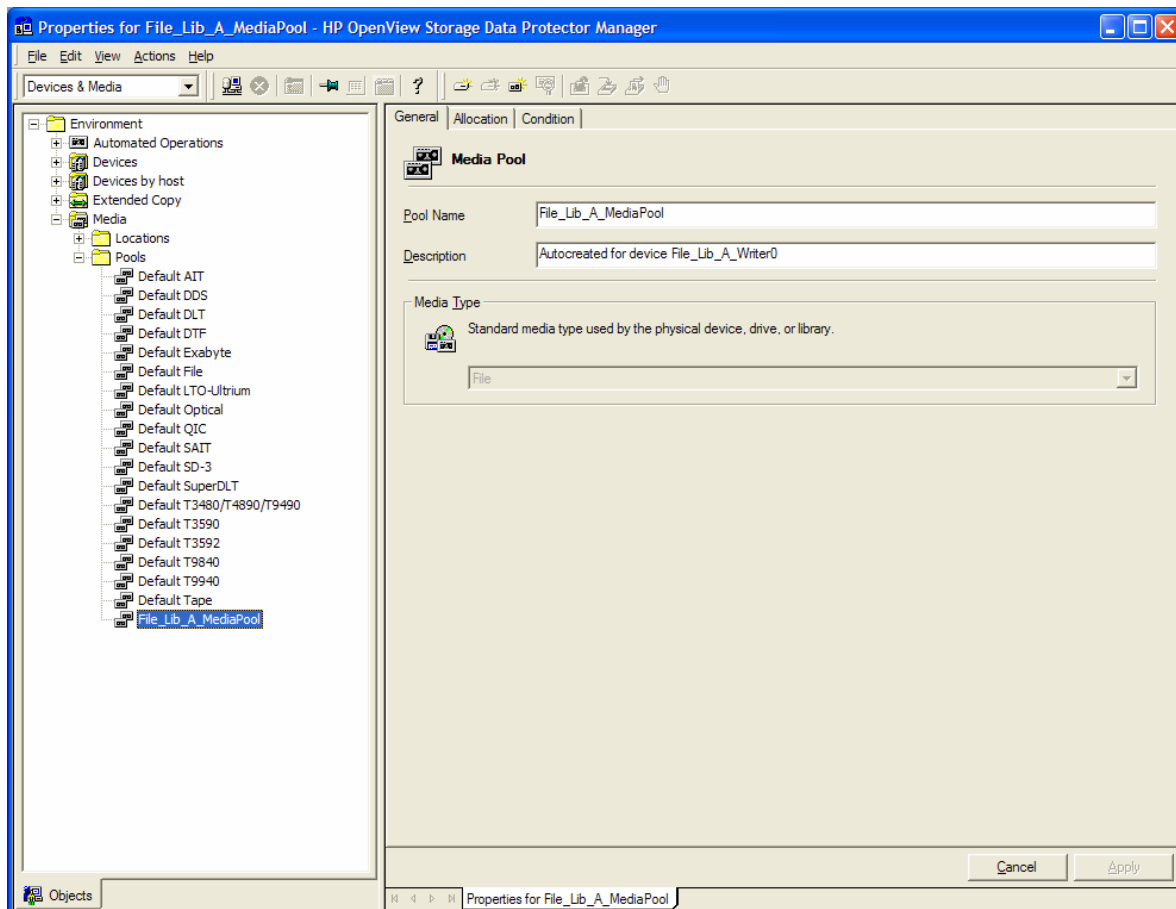 Properties for File_Lib_A_MediaPool - HP OpenView Storage Data Protector Manager
File Edit View Actions Help
Devices & Media
Environment
Automated Operations
Devices
Devices by host
Extended Copy
Media
Locations
Pools
Default AIT
Default DDS
Default DLT
Default DTF
Default Exabyte
Default File
Default LTO-Ultrium
Default Optical
Default QIC
Default SAIT
Default SD-3
Default SuperDLT
Default T3480/T4890/T9490
Default T3590
Default T3592
Default T9840
Default T9940
Default Tape
File_Lib_A_MediaPool
Objects
General Allocation Condition
Media Pool
Pool Name File_Lib_A_MediaPool
Description Autocreated for device File_Lib_A_Writer0
Media Type
Standard media type used by the physical device, drive, or library.
File
Cancel Apply
Properties for File_Lib_A_MediaPool